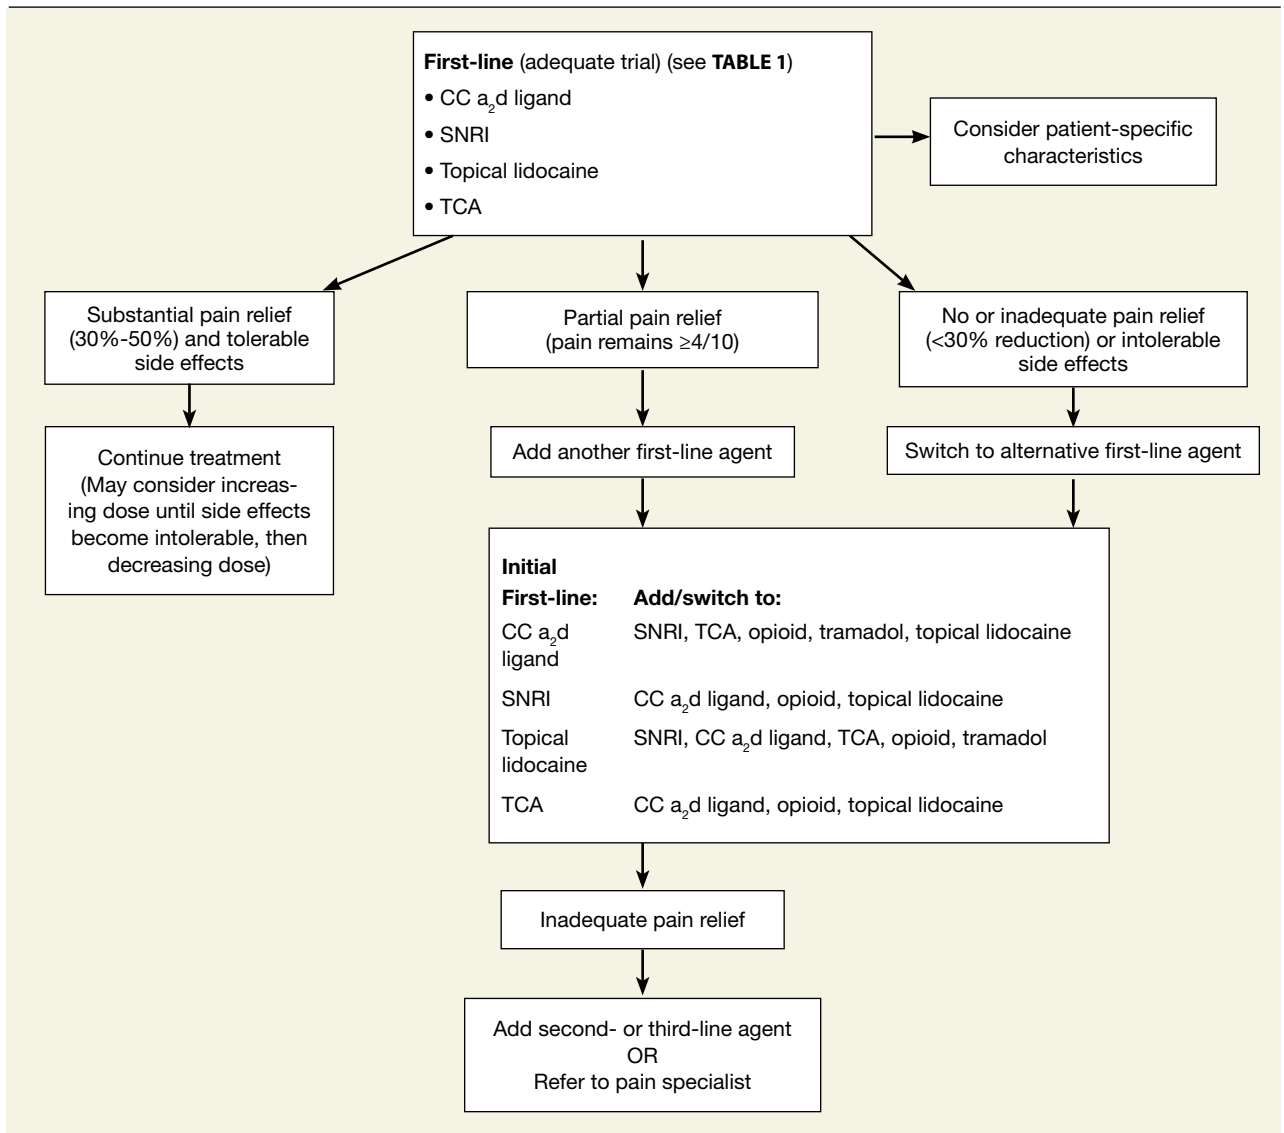 First-line (adequate trial) (see TABLE 1)
• CC a₂d ligand
• SNRI
• Topical lidocaine
• TCA
Consider patient-specific
characteristics
Substantial pain relief
(30%-50%) and tolerable
side effects
Partial pain relief
(pain remains ≥4/10)
No or inadequate pain relief
(<30% reduction) or intolerable
side effects
Continue treatment
(May consider increas-
ing dose until side effects
become intolerable, then
decreasing dose)
Add another first-line agent
Switch to alternative first-line agent
Initial
First-line: Add/switch to:
CC a₂d SNRI, TCA, opioid, tramadol, topical lidocaine
ligand
SNRI CC a₂d ligand, opioid, topical lidocaine
Topical SNRI, CC a₂d ligand, TCA, opioid, tramadol
lidocaine
TCA CC a₂d ligand, opioid, topical lidocaine
Inadequate pain relief
Add second- or third-line agent
OR
Refer to pain specialist